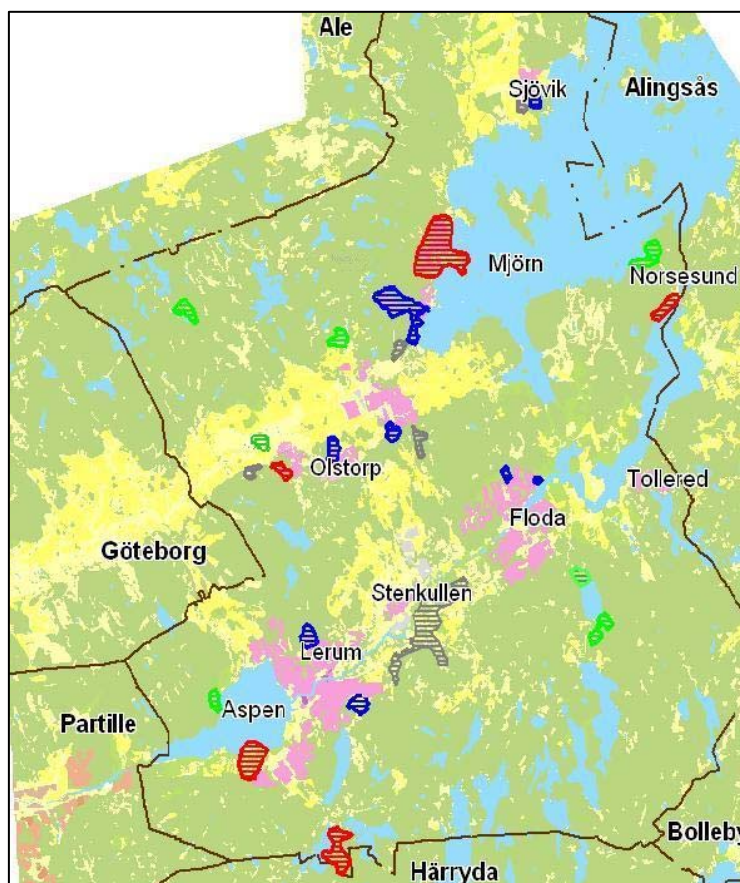 Ale
Sjövik
Alingsås
Mjörn
Norsesund
Olstorp
Tollered
Floda
Göteborg
Stenkullen
Lerum
Aspen
Partille
Bolleby
Härryda